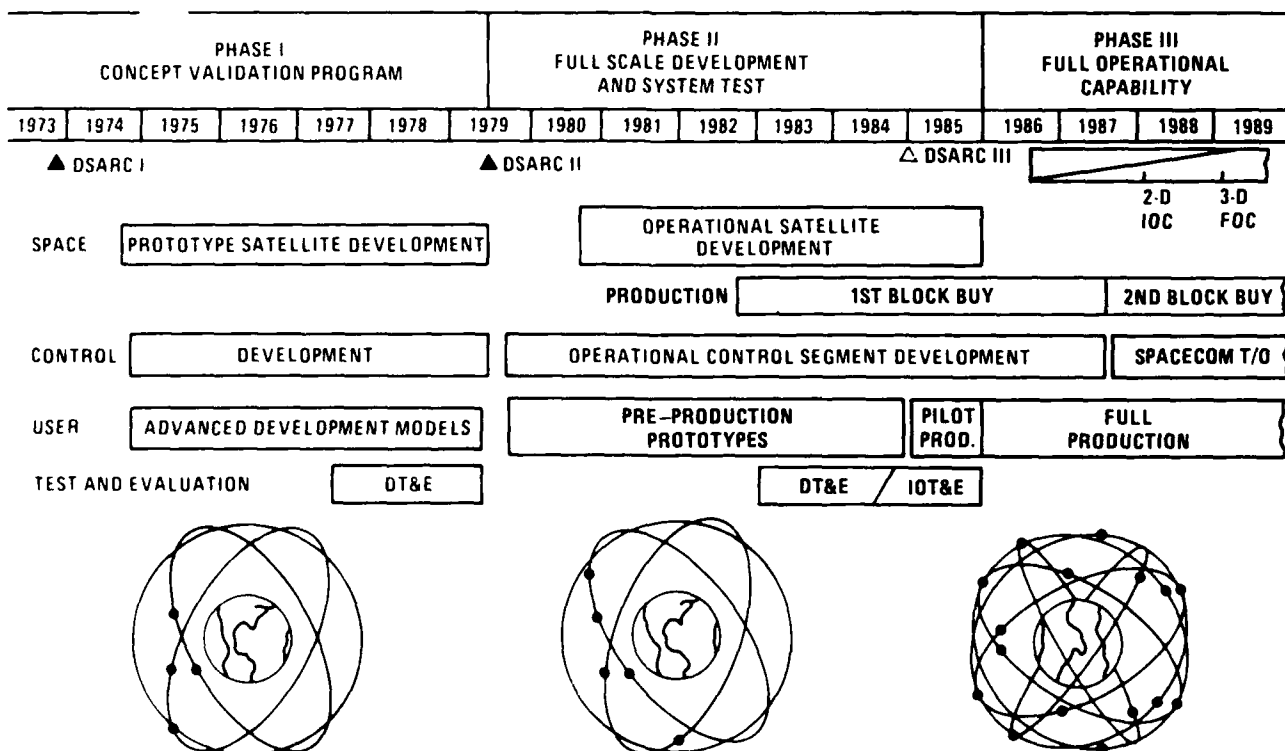 PHASE I
CONCEPT VALIDATION PROGRAM
PHASE II
FULL SCALE DEVELOPMENT
AND SYSTEM TEST
PHASE III
FULL OPERATIONAL
CAPABILITY
1973 1974 1975 1976 1977 1978 1979 1980 1981 1982 1983 1984 1985 1986 1987 1988 1989
▲ DSARC I
▲ DSARC II
△ DSARC III
2-D
IOC
3-D
FOC
SPACE
PROTOTYPE SATELLITE DEVELOPMENT
OPERATIONAL SATELLITE
DEVELOPMENT
PRODUCTION
1ST BLOCK BUY
2ND BLOCK BUY
CONTROL
DEVELOPMENT
OPERATIONAL CONTROL SEGMENT DEVELOPMENT
SPACECOM T/O
USER
ADVANCED DEVELOPMENT MODELS
PRE-PRODUCTION
PROTOTYPES
PILOT
PROD.
FULL
PRODUCTION
TEST AND EVALUATION
DT&E
DT&E / IOT&E